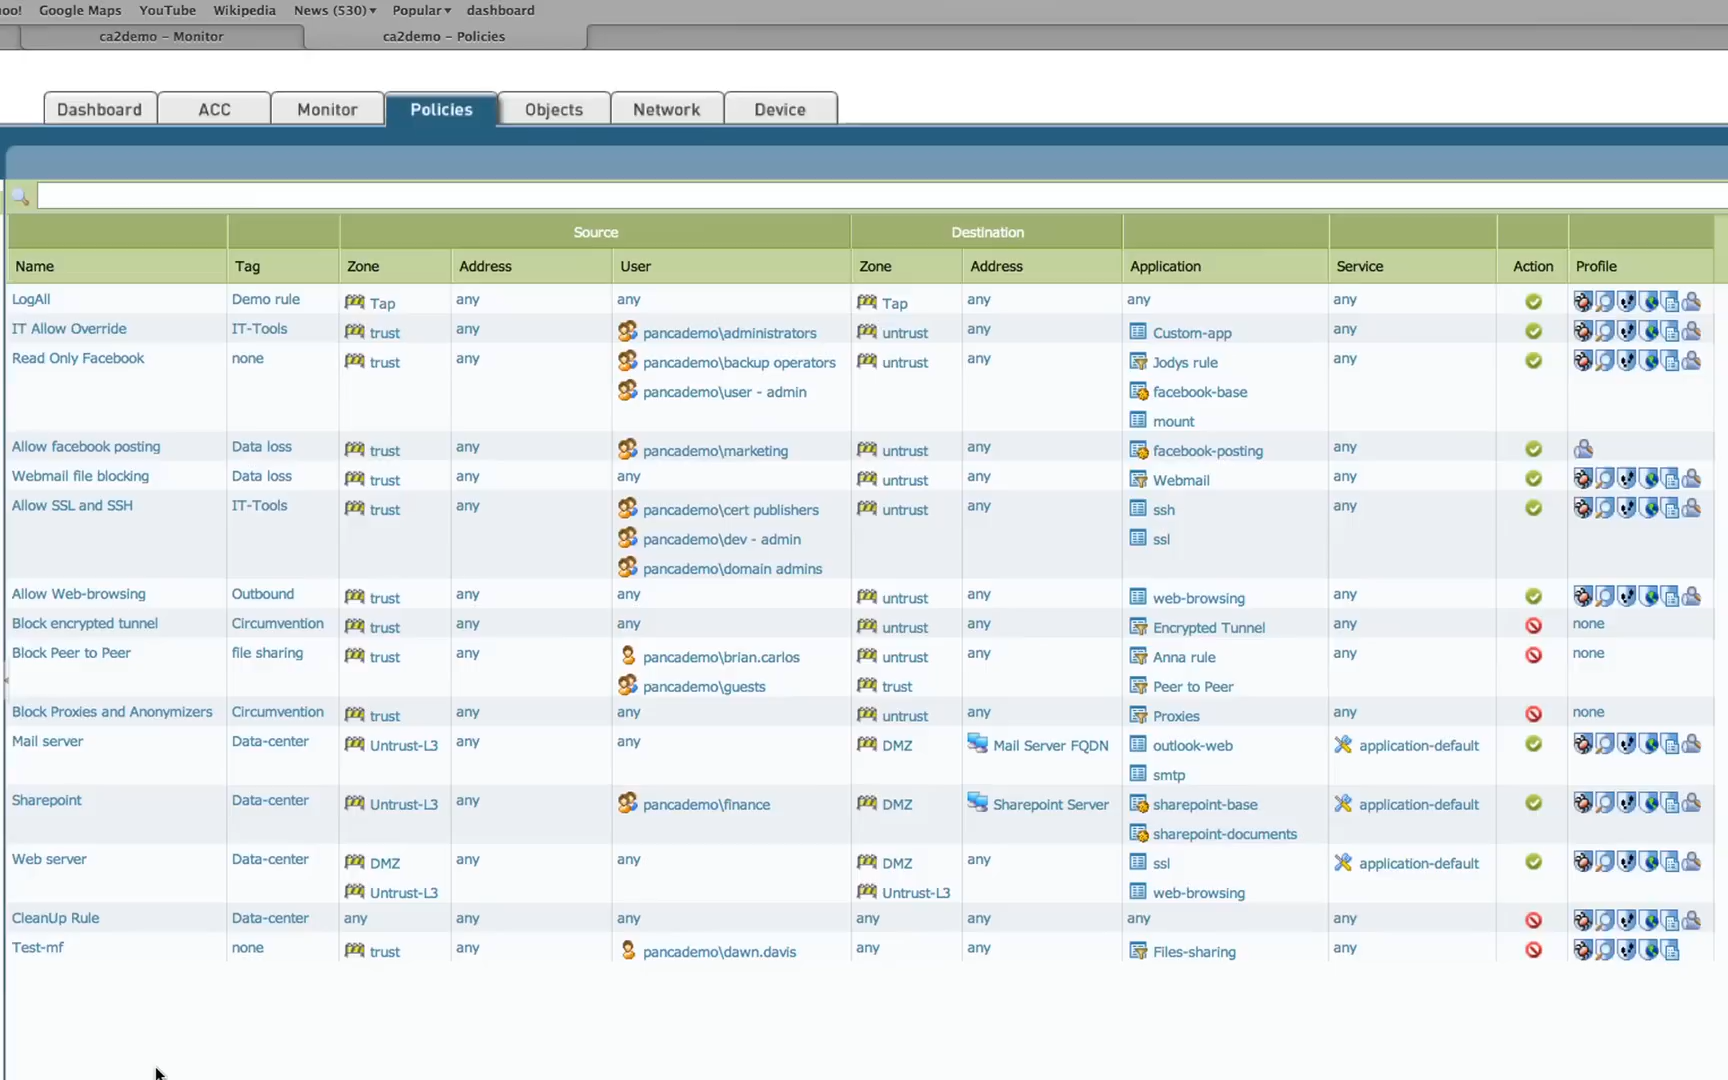 oo! Google Maps YouTube Wikipedia News (530) Popular dashboard
ca2demo – Monitor ca2demo – Policies
Dashboard ACC Monitor Policies Objects Network Device
Source Destination
Name Tag Zone Address User Zone Address Application Service Action Profile
LogAll Demo rule Tap any any Tap any any any
IT Allow Override IT-Tools trust any pancademo\administrators untrust any Custom-app any
Read Only Facebook none trust any pancademo\backup operators untrust any Jodys rule any
pancademo\user - admin facebook-base
mount
Allow facebook posting Data loss trust any pancademo\marketing untrust any facebook-posting any
Webmail file blocking Data loss trust any any untrust any Webmail any
Allow SSL and SSH IT-Tools trust any pancademo\cert publishers untrust any ssh any
pancademo\dev - admin ssl
pancademo\domain admins
Allow Web-browsing Outbound trust any any untrust any web-browsing any
Block encrypted tunnel Circumvention trust any any untrust any Encrypted Tunnel any none
Block Peer to Peer file sharing trust any pancademo\brian.carlos untrust any Anna rule any none
pancademo\guests trust Peer to Peer
Block Proxies and Anonymizers Circumvention trust any any untrust any Proxies any none
Mail server Data-center Untrust-L3 any any DMZ Mail Server FQDN outlook-web application-default
smtp
Sharepoint Data-center Untrust-L3 any pancademo\finance DMZ Sharepoint Server sharepoint-base application-default
sharepoint-documents
Web server Data-center DMZ any any DMZ any ssl application-default
Untrust-L3 Untrust-L3 web-browsing
CleanUp Rule Data-center any any any any any any any
Test-mf none trust any pancademo\dawn.davis any any Files-sharing any